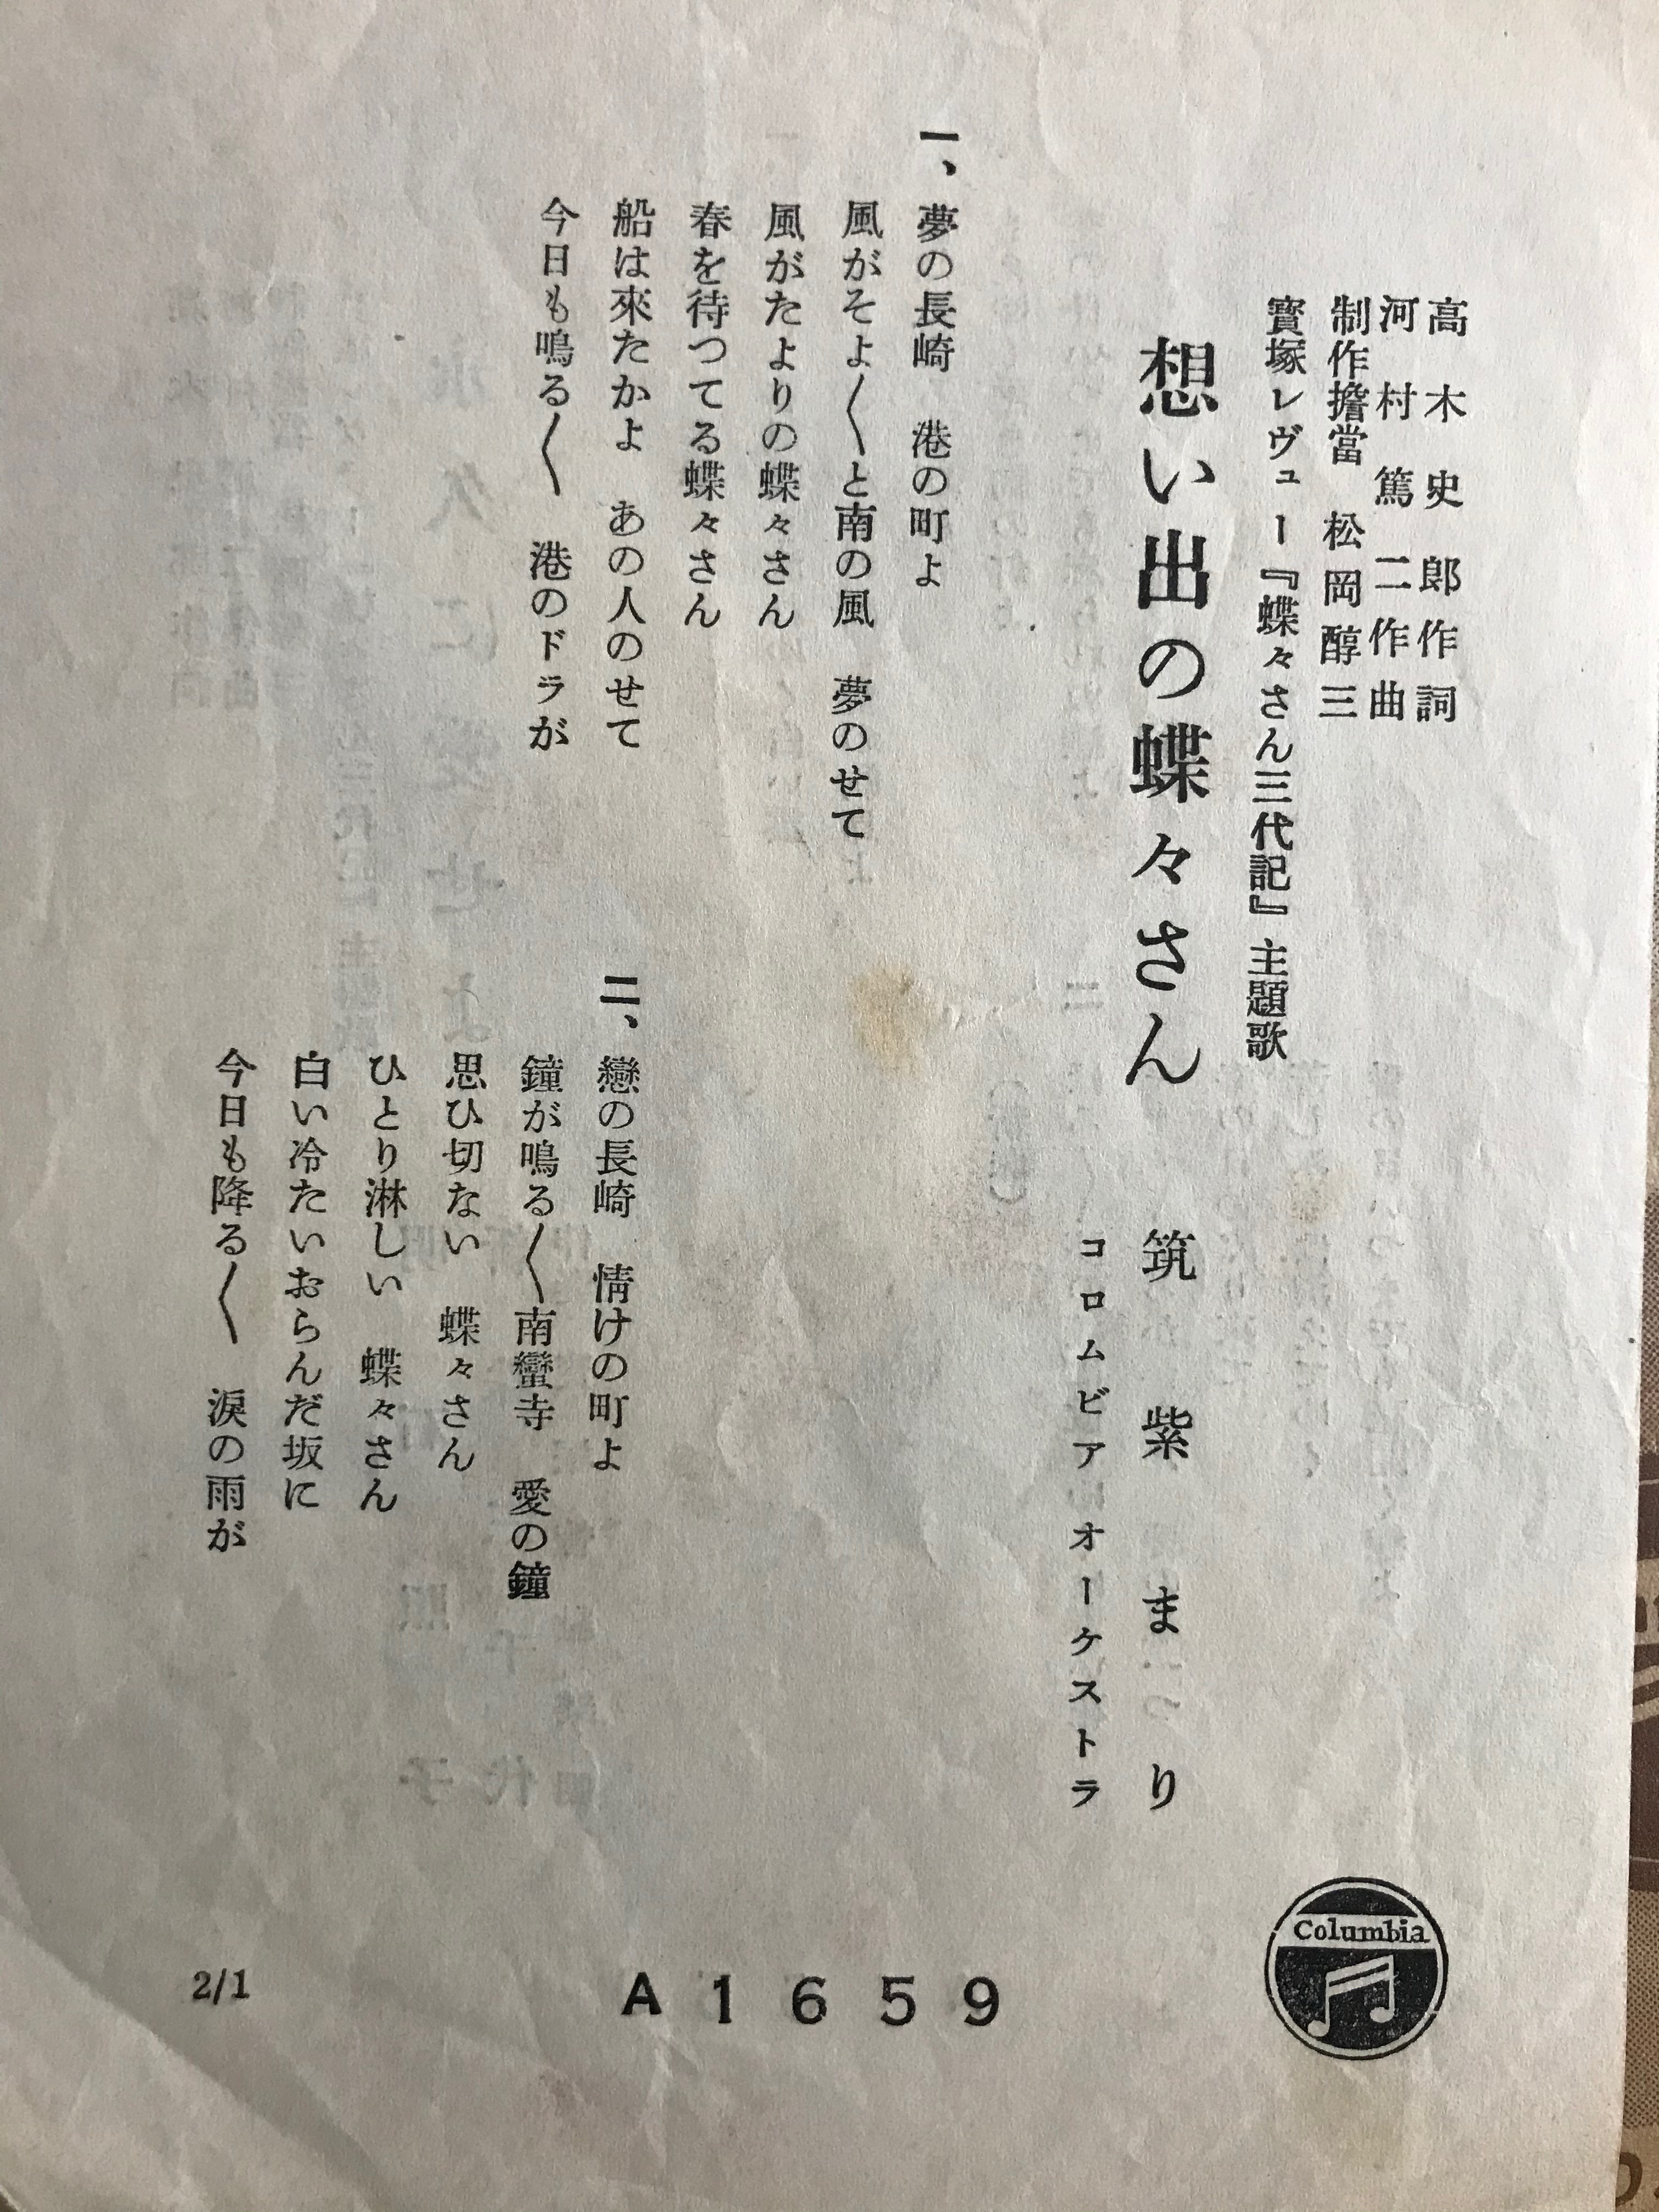 高木史郎作詞
河村篤二作曲
制作擔當 松岡醇三
寳塚レヴュー『蝶々さん三代記』主題歌
想い出の蝶々さん
筑紫まり
コロムビア オーケストラ
一、夢の長崎 港の町よ
風がそよ〱と南の風 夢のせて
風がたよりの蝶々さん
春を待つてる蝶々さん
船は來たかよ あの人のせて
今日も鳴る〱 港のドラが
二、戀の長崎 情けの町よ
鐘が鳴る〱南蠻寺 愛の鐘
思ひ切ない 蝶々さん
ひとり淋しい 蝶々さん
白い冷たいおらんだ坂に
今日も降る〱 涙の雨が
Columbia
A1659
2/1